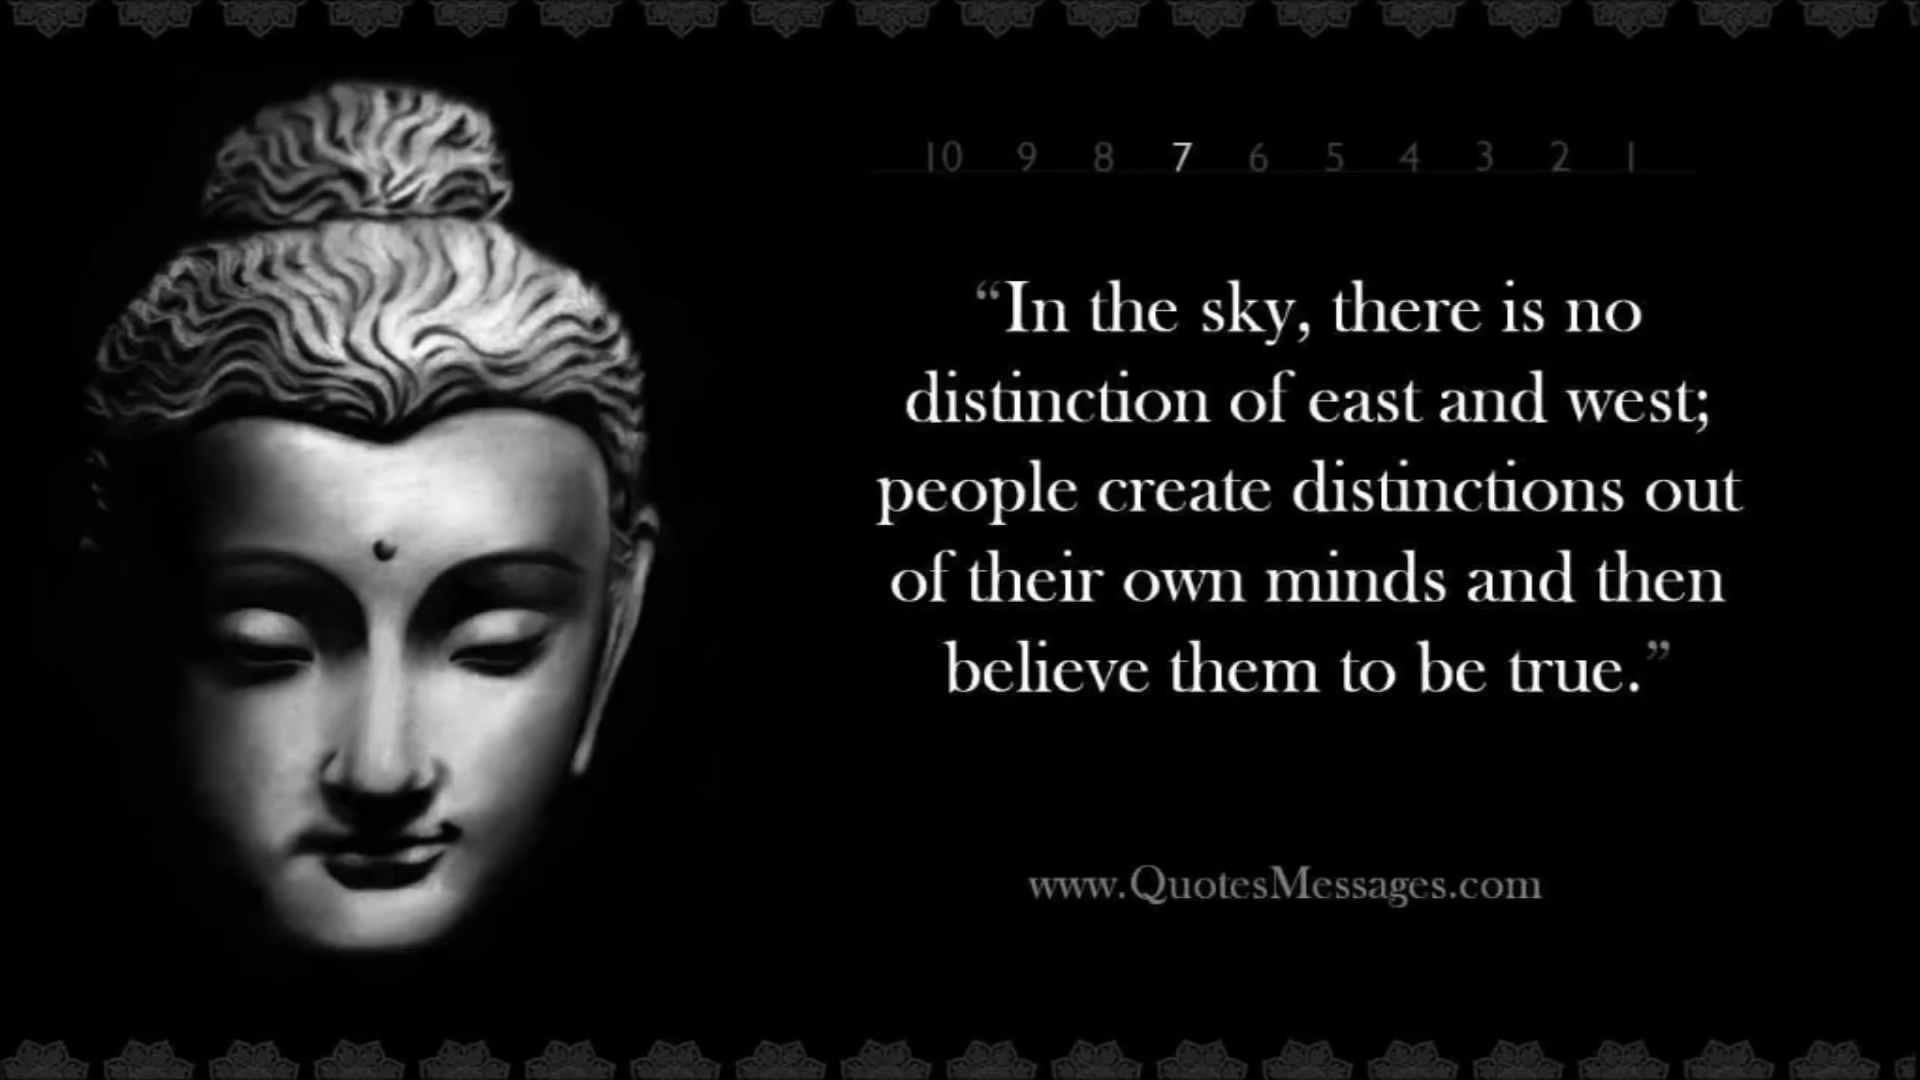 10 9 8 7 6 5 4 3 2 1
“In the sky, there is no
distinction of east and west;
people create distinctions out
of their own minds and then
believe them to be true.”
www.QuotesMessages.com